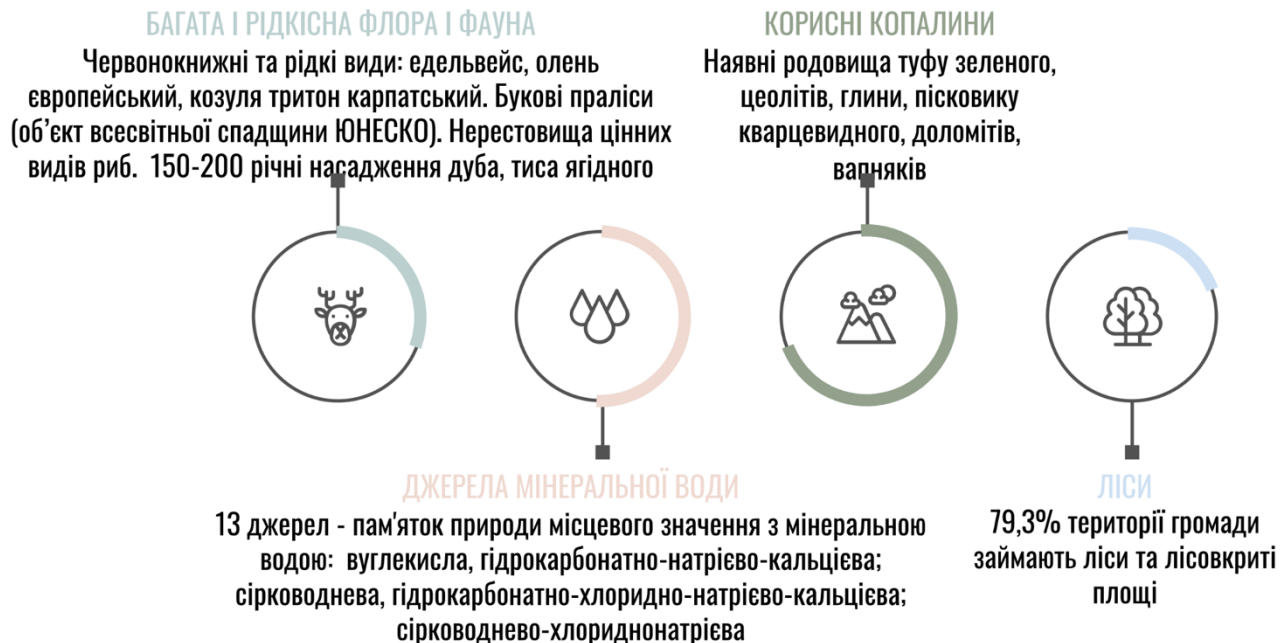 БАГАТА І РІДКІСНА ФЛОРА І ФАУНА
Червонокнижні та рідкі види: едельвейс, олень
європейський, козуля тритон карпатський. Букові праліси
(об’єкт всесвітньої спадщини ЮНЕСКО). Нерестовища цінних
видів риб. 150-200 річні насадження дуба, тиса ягідного
КОРИСНІ КОПАЛИНИ
Наявні родовища туфу зеленого,
цеолітів, глини, пісковику
кварцевидного, доломітів,
вапняків
ДЖЕРЕЛА МІНЕРАЛЬНОЇ ВОДИ
13 джерел - пам'яток природи місцевого значення з мінеральною
водою: вуглекисла, гідрокарбонатно-натрієво-кальцієва;
сірководнева, гідрокарбонатно-хлоридно-натрієво-кальцієва;
сірководнево-хлориднонатрієва
ЛІСИ
79,3% території громади
займають ліси та лісовкриті
площі